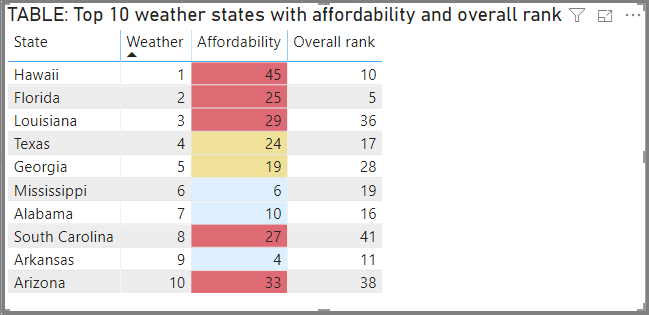 TABLE: Top 10 weather states with affordability and overall rank
State Weather Affordability Overall rank
Hawaii 1 45 10
Florida 2 25 5
Louisiana 3 29 36
Texas 4 24 17
Georgia 5 19 28
Mississippi 6 6 19
Alabama 7 10 16
South Carolina 8 27 41
Arkansas 9 4 11
Arizona 10 33 38